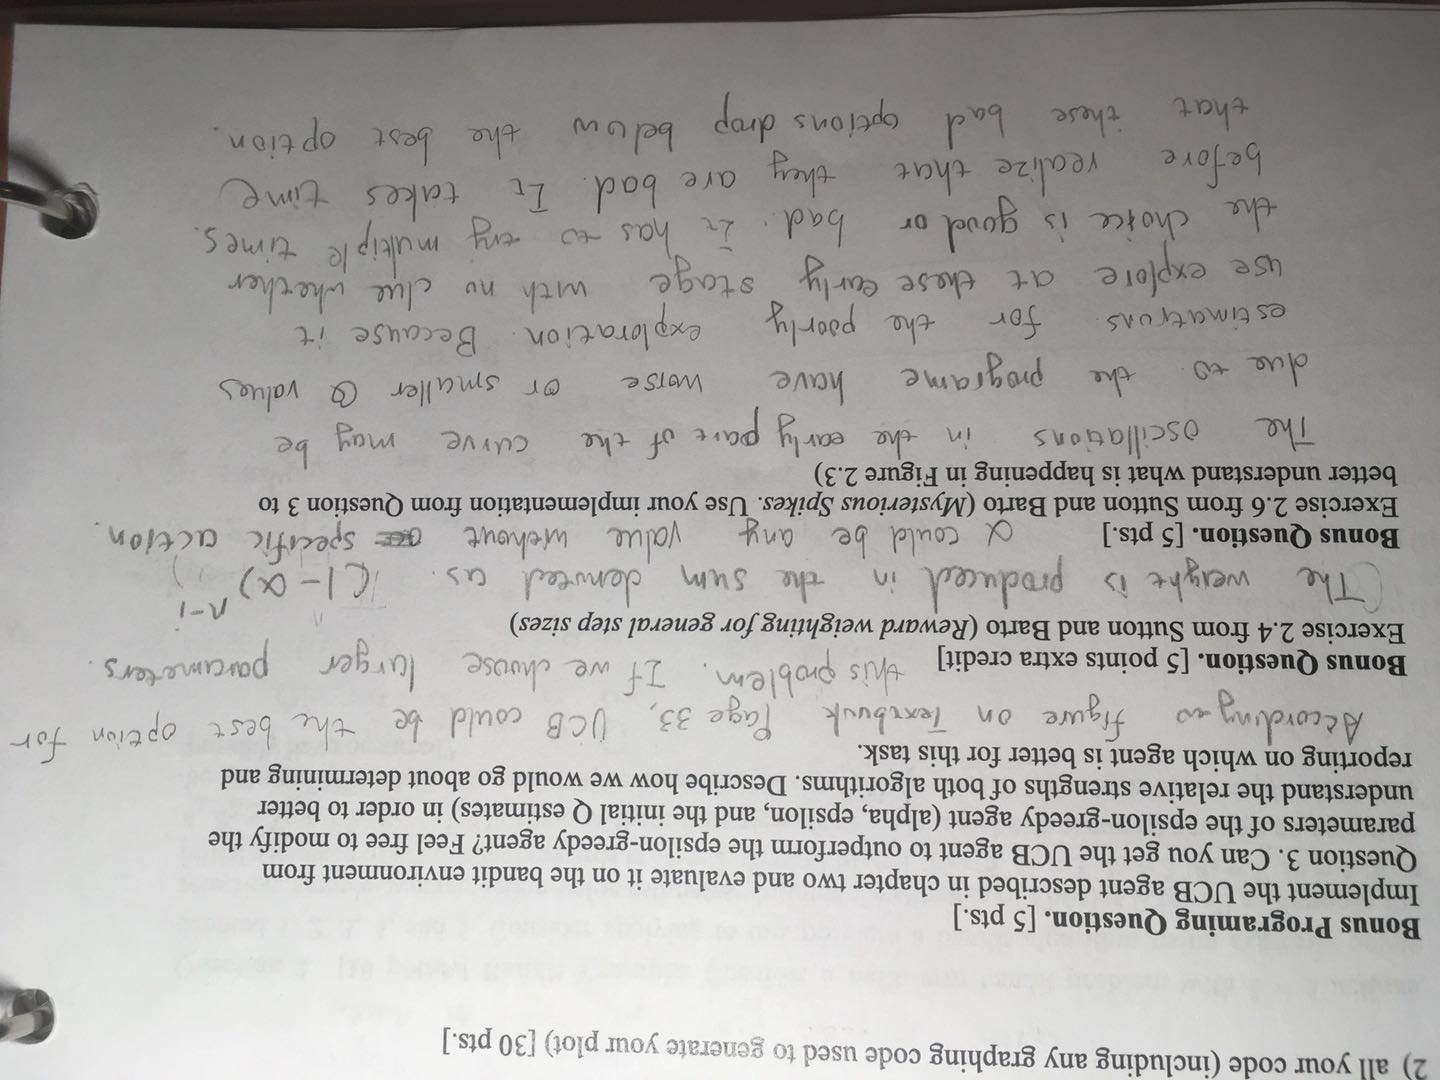 2) all your code (including any graphing code used to generate your plot) [30 pts.]
Bonus Programing Question. [5 pts.]
Implement the UCB agent described in chapter two and evaluate it on the bandit environment from
Question 3. Can you get the UCB agent to outperform the epsilon-greedy agent? Feel free to modify the
parameters of the epsilon-greedy agent (alpha, epsilon, and the initial Q estimates) in order to better
understand the relative strengths of both algorithms. Describe how we would go about determining and
reporting on which agent is better for this task.
According to figure on Textbook Page 33, UCB could be the best option for
this problem. If we choose larger parameters.
Bonus Question. [5 points extra credit]
Exercise 2.4 from Sutton and Barto (Reward weighting for general step sizes)
(The weight is produced in the sum denoted as (1-α)^n-i )
α could be any value without specific action.
Bonus Question. [5 pts.]
Exercise 2.6 from Sutton and Barto (Mysterious Spikes. Use your implementation from Question 3 to
better understand what is happening in Figure 2.3)
The oscillations in the early part of the curve may be
due to the programe have worse or smaller Q values
estimations for the poorly exploration. Because it
use explore at these early stage with no clue whether
the choice is good or bad. It has to try multiple times.
before realize that they are bad. It takes time
that these bad options drop below the best option.